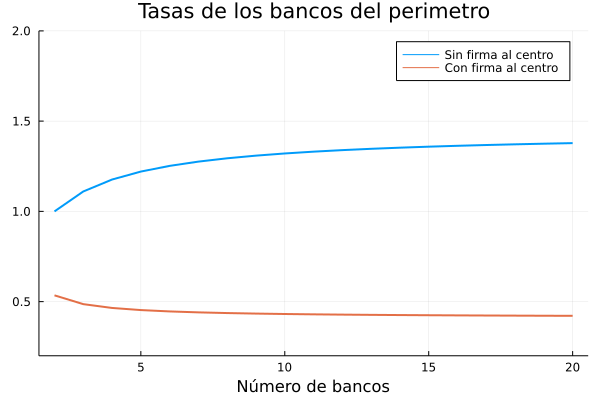 Tasas de los bancos del perimetro
2.0
Sin firma al centro
Con firma al centro
1.5
1.0
0.5
5 10 15 20
Número de bancos